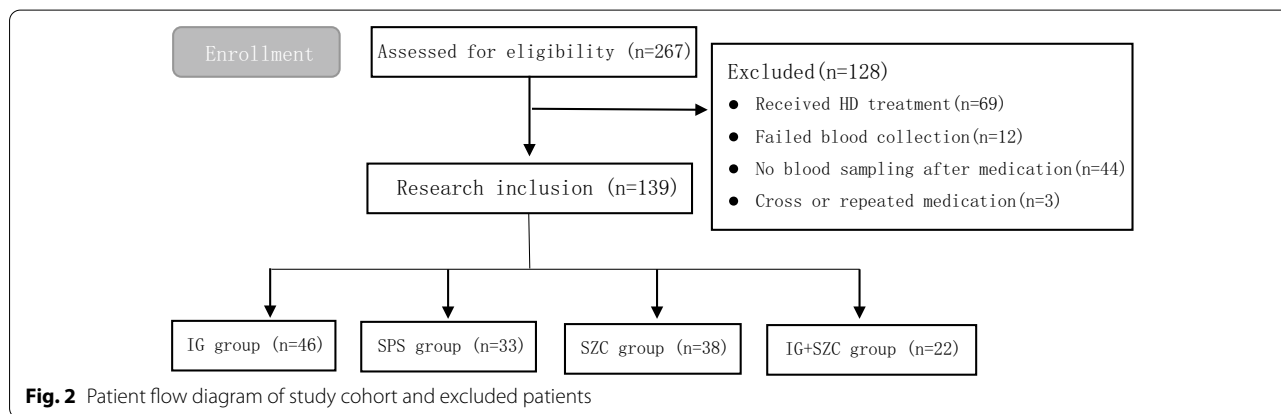 Enrollment
Assessed for eligibility (n=267)
Excluded(n=128)
● Received HD treatment(n=69)
● Failed blood collection(n=12)
● No blood sampling after medication(n=44)
● Cross or repeated medication(n=3)
Research inclusion (n=139)
IG group (n=46)
SPS group (n=33)
SZC group (n=38)
IG+SZC group (n=22)
Fig. 2 Patient flow diagram of study cohort and excluded patients